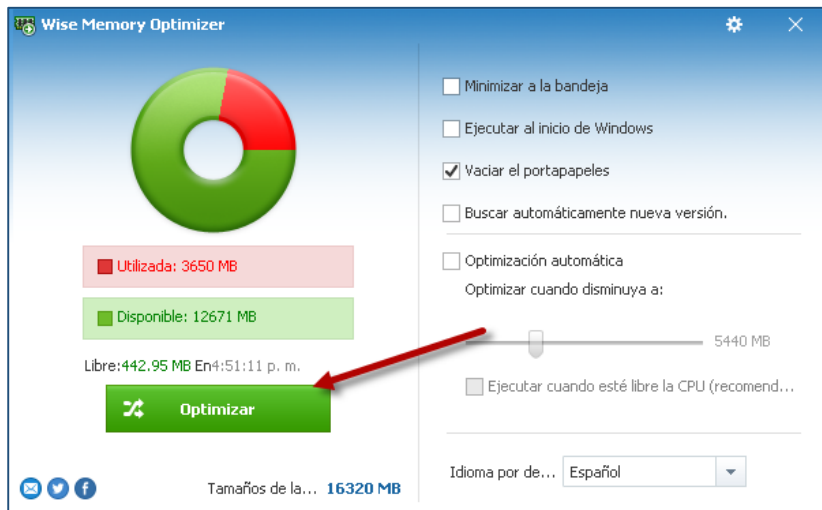 Wise Memory Optimizer
Utilizada: 3650 MB
Disponible: 12671 MB
Libre:442.95 MB En4:51:11 p. m.
Optimizar
Tamaños de la... 16320 MB
Minimizar a la bandeja
Ejecutar al inicio de Windows
Vaciar el portapapeles
Buscar automáticamente nueva versión.
Optimización automática
Optimizar cuando disminuya a:
5440 MB
Ejecutar cuando esté libre la CPU (recomend...
Idioma por de... Español